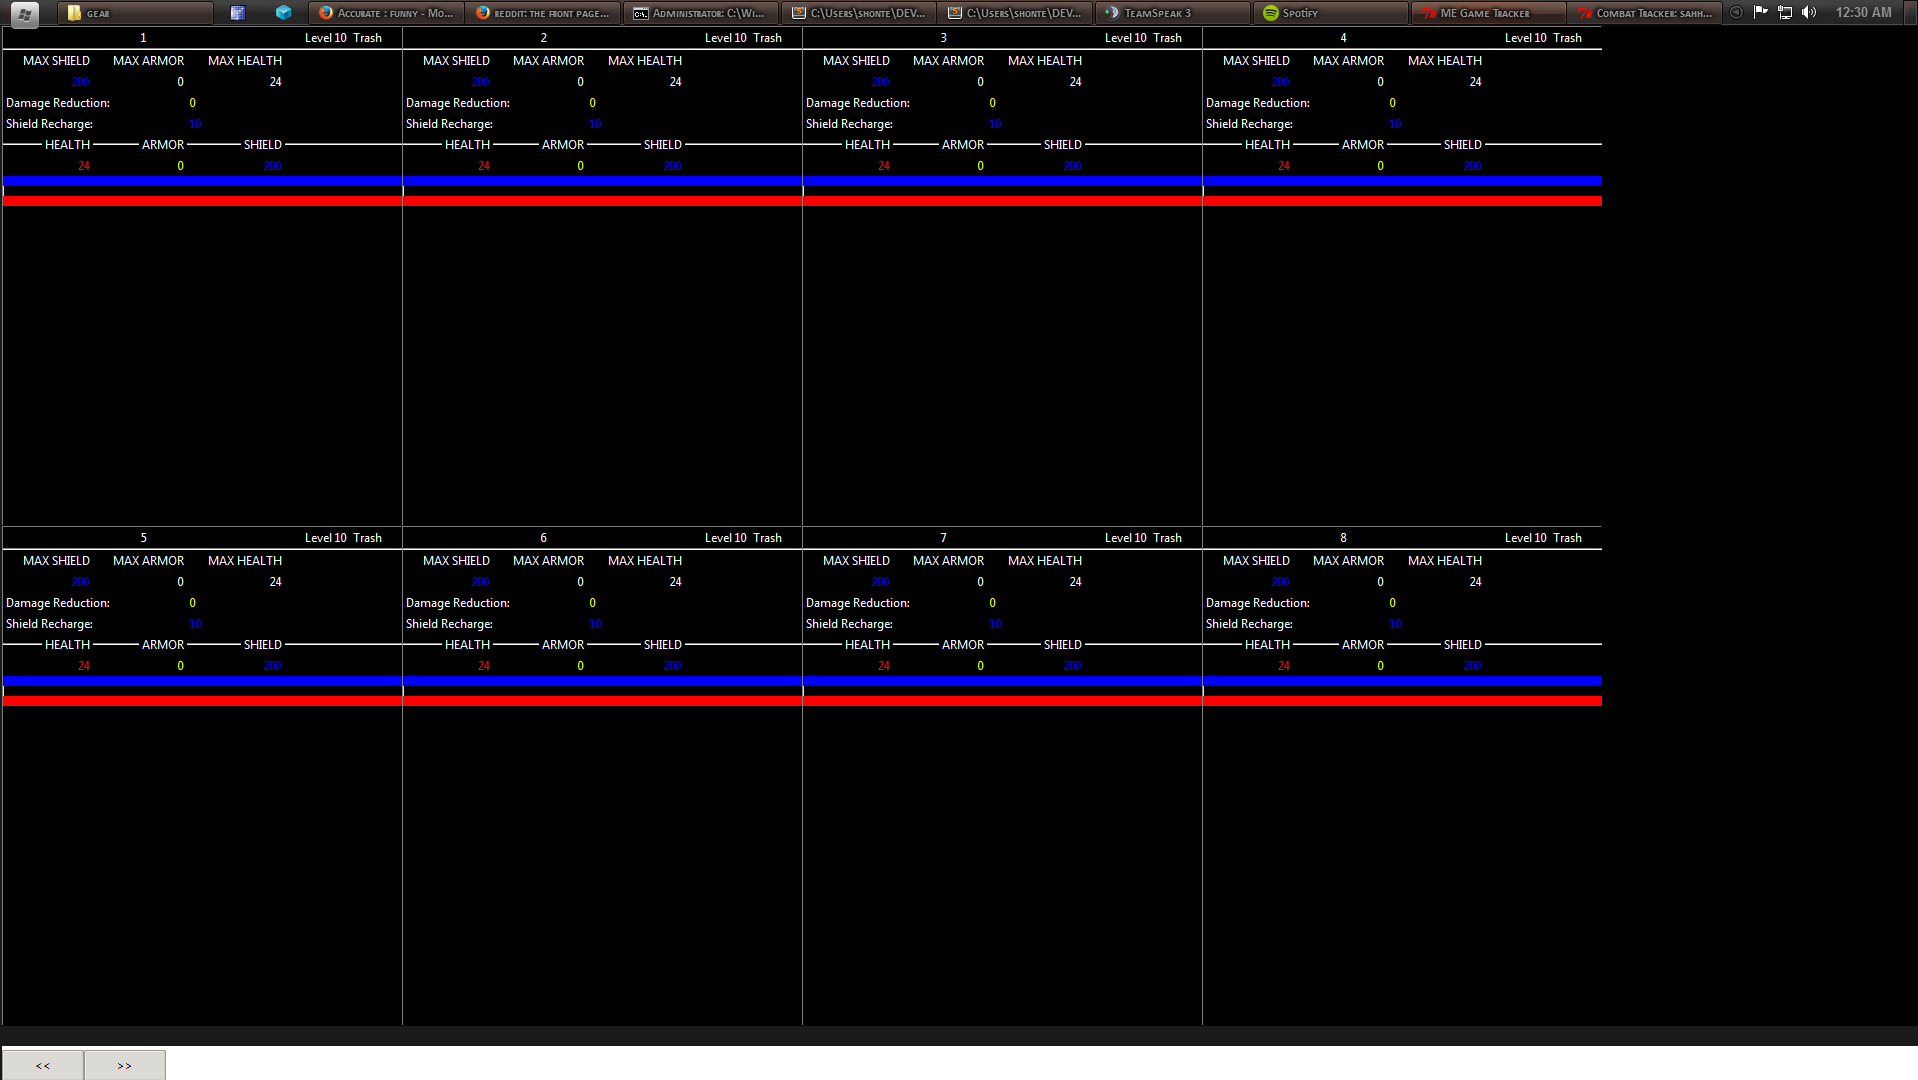 gear Accurate : funny - Mo... reddit: the front page... Administrator: C:\Wi... C:\Users\shonte\DEV... C:\Users\shonte\DEV... TeamSpeak 3 Spotify ME Game Tracker Combat Tracker: sahh... 12:30 AM
1 Level 10 Trash 2 Level 10 Trash 3 Level 10 Trash 4 Level 10 Trash
MAX SHIELD MAX ARMOR MAX HEALTH MAX SHIELD MAX ARMOR MAX HEALTH MAX SHIELD MAX ARMOR MAX HEALTH MAX SHIELD MAX ARMOR MAX HEALTH
200 0 24 200 0 24 200 0 24 200 0 24
Damage Reduction: 0 Damage Reduction: 0 Damage Reduction: 0 Damage Reduction: 0
Shield Recharge: 10 Shield Recharge: 10 Shield Recharge: 10 Shield Recharge: 10
HEALTH ARMOR SHIELD HEALTH ARMOR SHIELD HEALTH ARMOR SHIELD HEALTH ARMOR SHIELD
24 0 200 24 0 200 24 0 200 24 0 200
5 Level 10 Trash 6 Level 10 Trash 7 Level 10 Trash 8 Level 10 Trash
MAX SHIELD MAX ARMOR MAX HEALTH MAX SHIELD MAX ARMOR MAX HEALTH MAX SHIELD MAX ARMOR MAX HEALTH MAX SHIELD MAX ARMOR MAX HEALTH
200 0 24 200 0 24 200 0 24 200 0 24
Damage Reduction: 0 Damage Reduction: 0 Damage Reduction: 0 Damage Reduction: 0
Shield Recharge: 10 Shield Recharge: 10 Shield Recharge: 10 Shield Recharge: 10
HEALTH ARMOR SHIELD HEALTH ARMOR SHIELD HEALTH ARMOR SHIELD HEALTH ARMOR SHIELD
24 0 200 24 0 200 24 0 200 24 0 200
<< >>